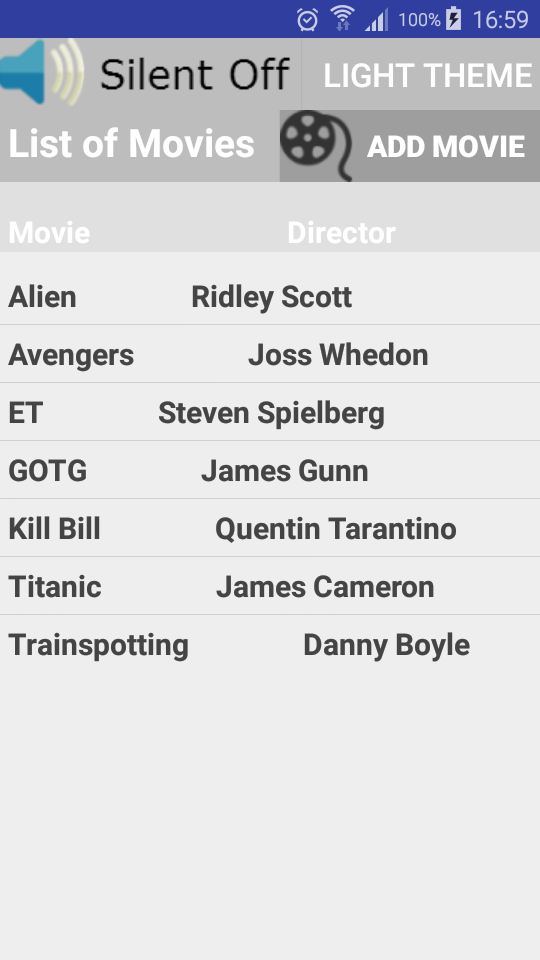 100% 16:59
Silent Off LIGHT THEME
List of Movies ADD MOVIE
Movie Director
Alien Ridley Scott
Avengers Joss Whedon
ET Steven Spielberg
GOTG James Gunn
Kill Bill Quentin Tarantino
Titanic James Cameron
Trainspotting Danny Boyle